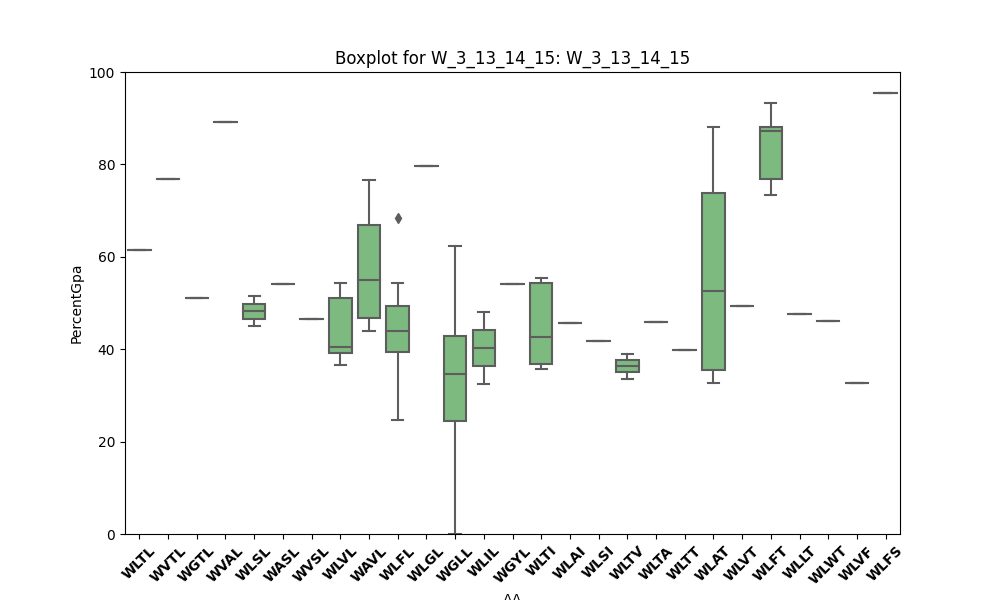 Boxplot for W_3_13_14_15: W_3_13_14_15
PercentGpa
100
80
60
40
20
0
WLTL WVTL WGTL WVAL WLSL WASL WVSL WLVL WAVL WLFL WLGL WGLL WLIL WGYL WLTI WLAI WLSI WLTV WLTA WLTT WLAT WLVT WLFT WLLT WLWT WLVF WLFS
AA